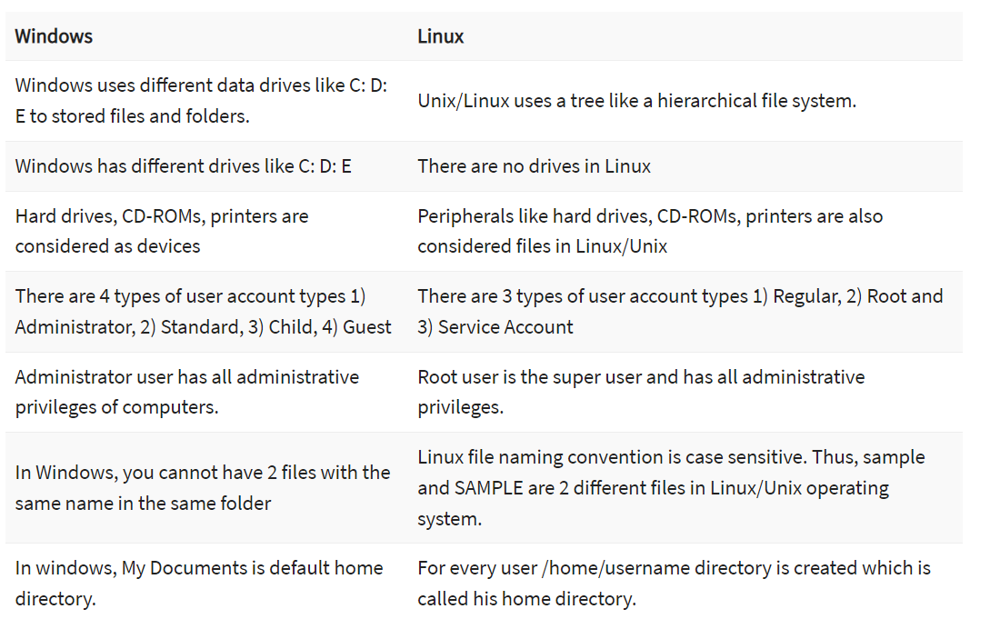 Windows
Linux
Windows uses different data drives like C: D:
E to stored files and folders.
Unix/Linux uses a tree like a hierarchical file system.
Windows has different drives like C: D: E
There are no drives in Linux
Hard drives, CD-ROMs, printers are
considered as devices
Peripherals like hard drives, CD-ROMs, printers are also
considered files in Linux/Unix
There are 4 types of user account types 1)
Administrator, 2) Standard, 3) Child, 4) Guest
There are 3 types of user account types 1) Regular, 2) Root and
3) Service Account
Administrator user has all administrative
privileges of computers.
Root user is the super user and has all administrative
privileges.
In Windows, you cannot have 2 files with the
same name in the same folder
Linux file naming convention is case sensitive. Thus, sample
and SAMPLE are 2 different files in Linux/Unix operating
system.
In windows, My Documents is default home
directory.
For every user /home/username directory is created which is
called his home directory.